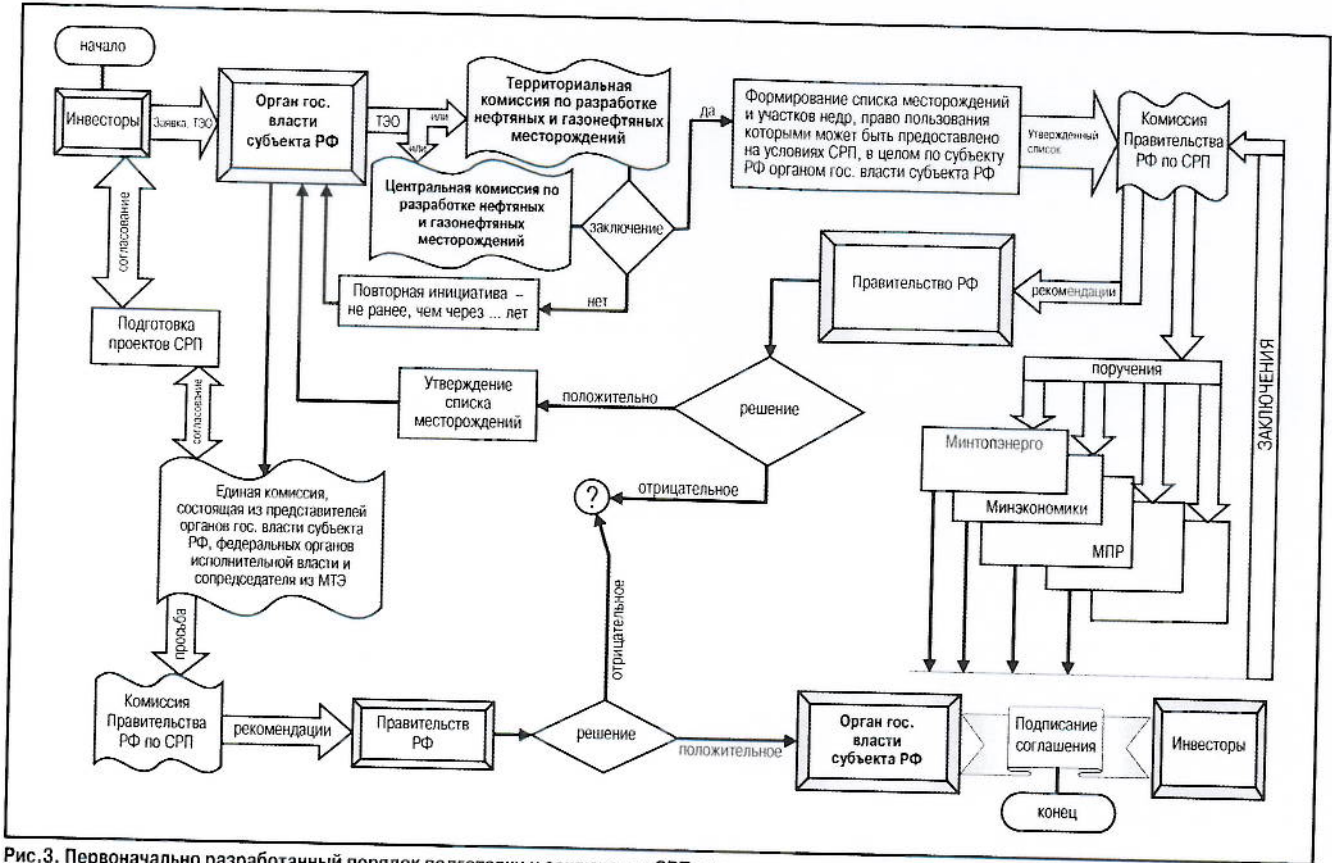 начало
Инвесторы
Заявка, ТЭО
Орган гос.
власти
субъекта РФ
ТЭО
или
или
Территориальная
комиссия по разработке
нефтяных и газонефтяных
месторождений
Центральная комиссия по
разработке нефтяных
и газонефтяных
месторождений
заключение
да
нет
Формирование списка месторождений
и участков недр, право пользования
которыми может быть предоставлено
на условиях СРП, в целом по субъекту
РФ органом гос. власти субъекта РФ
Утвержденный
список
Комиссия
Правительства
РФ по СРП
согласование
Повторная инициатива –
не ранее, чем через ... лет
Правительство РФ
рекомендации
Подготовка
проектов СРП
согласование
Утверждение
списка
месторождений
положительно
решение
поручения
ЗАКЛЮЧЕНИЯ
Минтопэнерго
Минэкономики
МПР
Единая комиссия,
состоящая из представителей
органов гос. власти субъекта
РФ, федеральных органов
исполнительной власти и
сопредседателя из МТЭ
?
отрицательное
отрицательное
просьба
Комиссия
Правительства
РФ по СРП
рекомендации
Правительств
РФ
решение
положительное
Орган гос.
власти
субъекта РФ
Подписание
соглашения
Инвесторы
конец
Рис.3. Первоначально разработанный порядок подготовки и